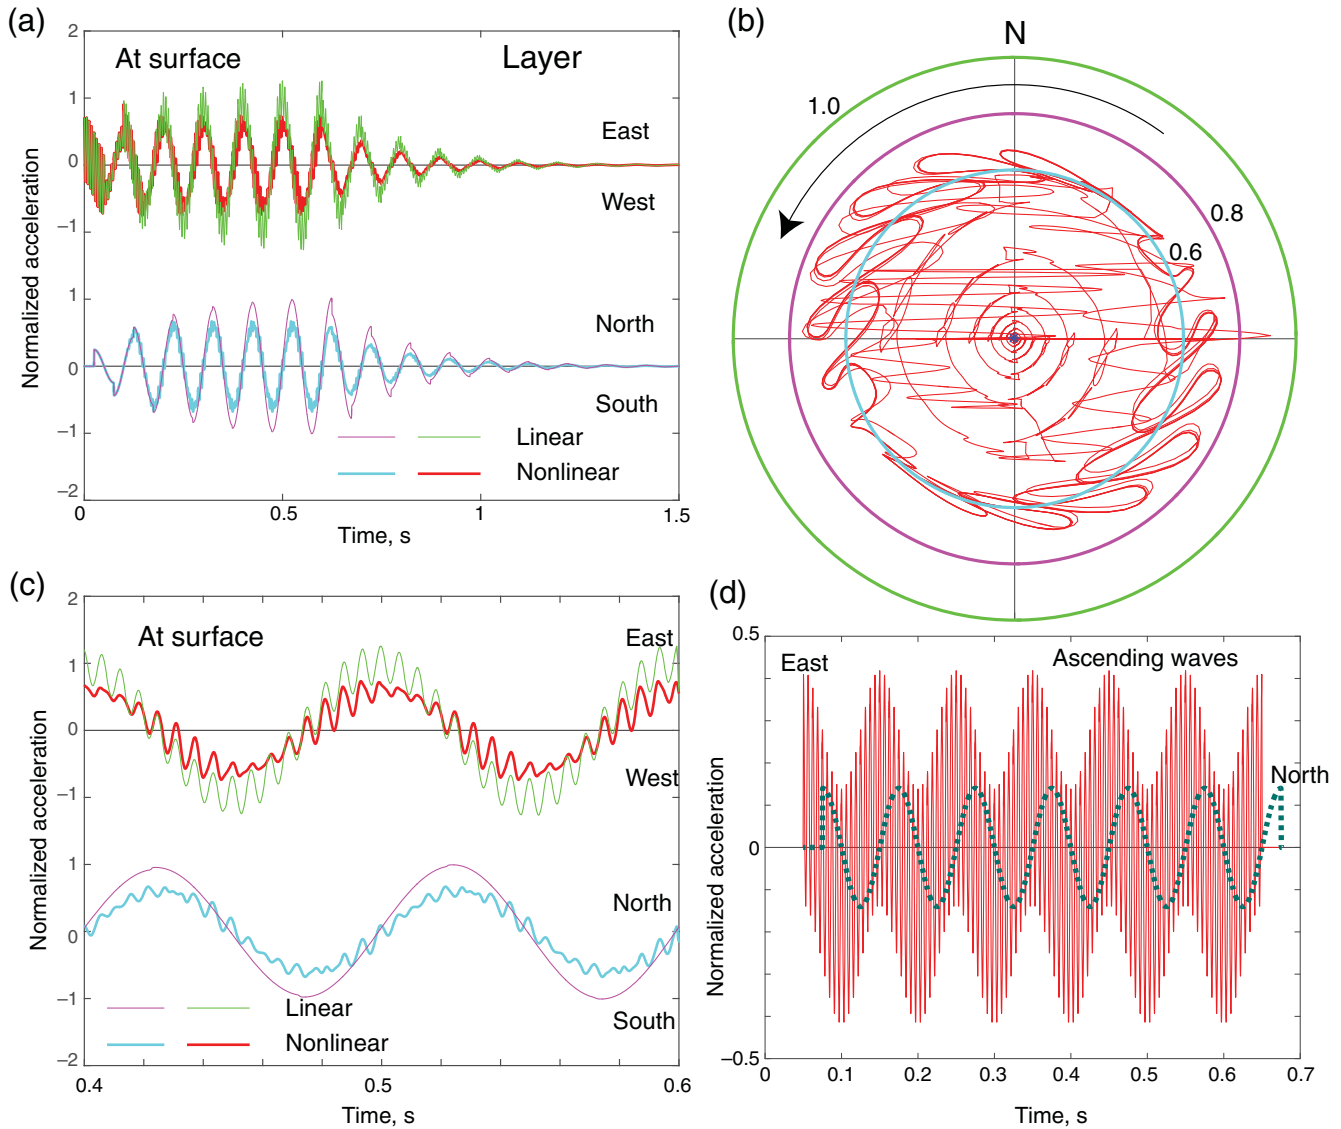 (a)
2
At surface
Layer
1
East
0
West
-1
1
North
0
South
-1
Linear
Nonlinear
−2
0
0.5
1
1.5
Time, s
Normalized acceleration
(b)
N
1.0
0.8
0.6
(c)
2
At surface
East
1
0
West
-1
1
North
0
-1
Linear
South
Nonlinear
−2
0.4
0.5
0.6
Time, s
Normalized acceleration
(d)
0.5
East
Ascending waves
North
0
−0.5
0
0.1
0.2
0.3
0.4
0.5
0.6
0.7
Time, s
Normalized acceleration